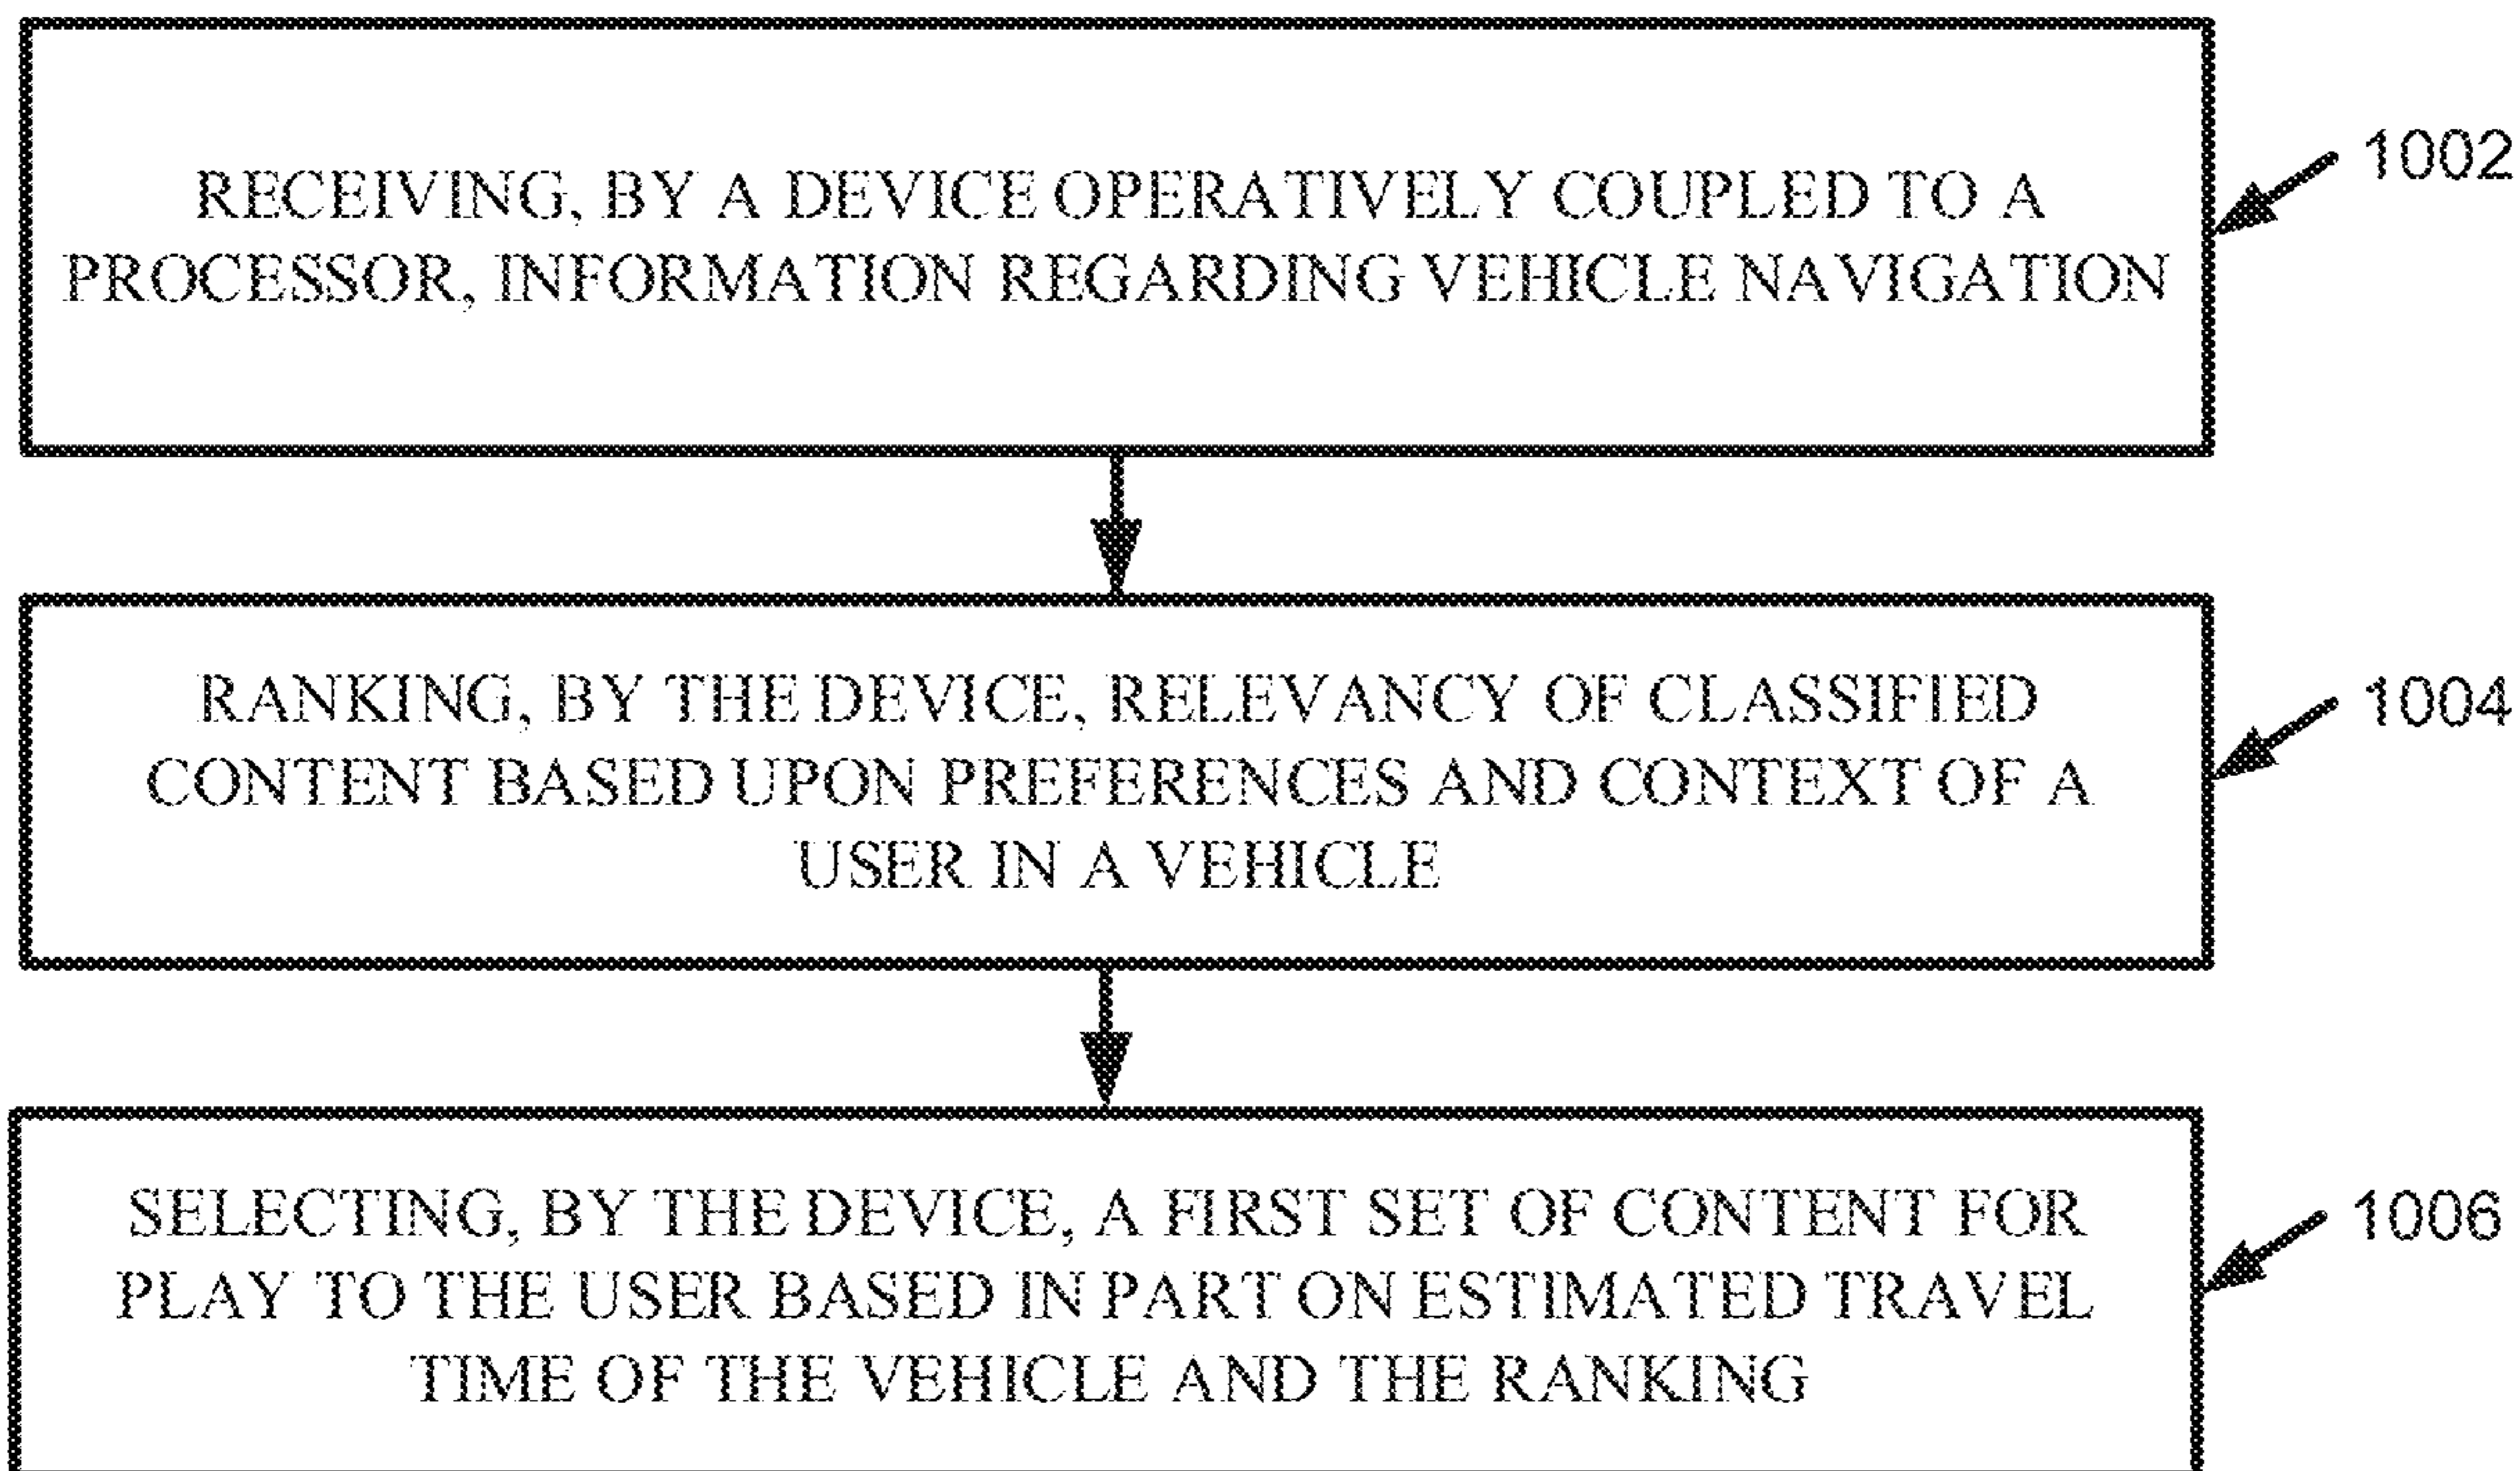 RECEIVING, BY A DEVICE OPERATIVELY COUPLED TO A
PROCESSOR, INFORMATION REGARDING VEHICLE NAVIGATION
1002
RANKING, BY THE DEVICE, RELEVANCY OF CLASSIFIED
CONTENT BASED UPON PREFERENCES AND CONTEXT OF A
USER IN A VEHICLE
1004
SELECTING, BY THE DEVICE, A FIRST SET OF CONTENT FOR
PLAY TO THE USER BASED IN PART ON ESTIMATED TRAVEL
TIME OF THE VEHICLE AND THE RANKING
1006